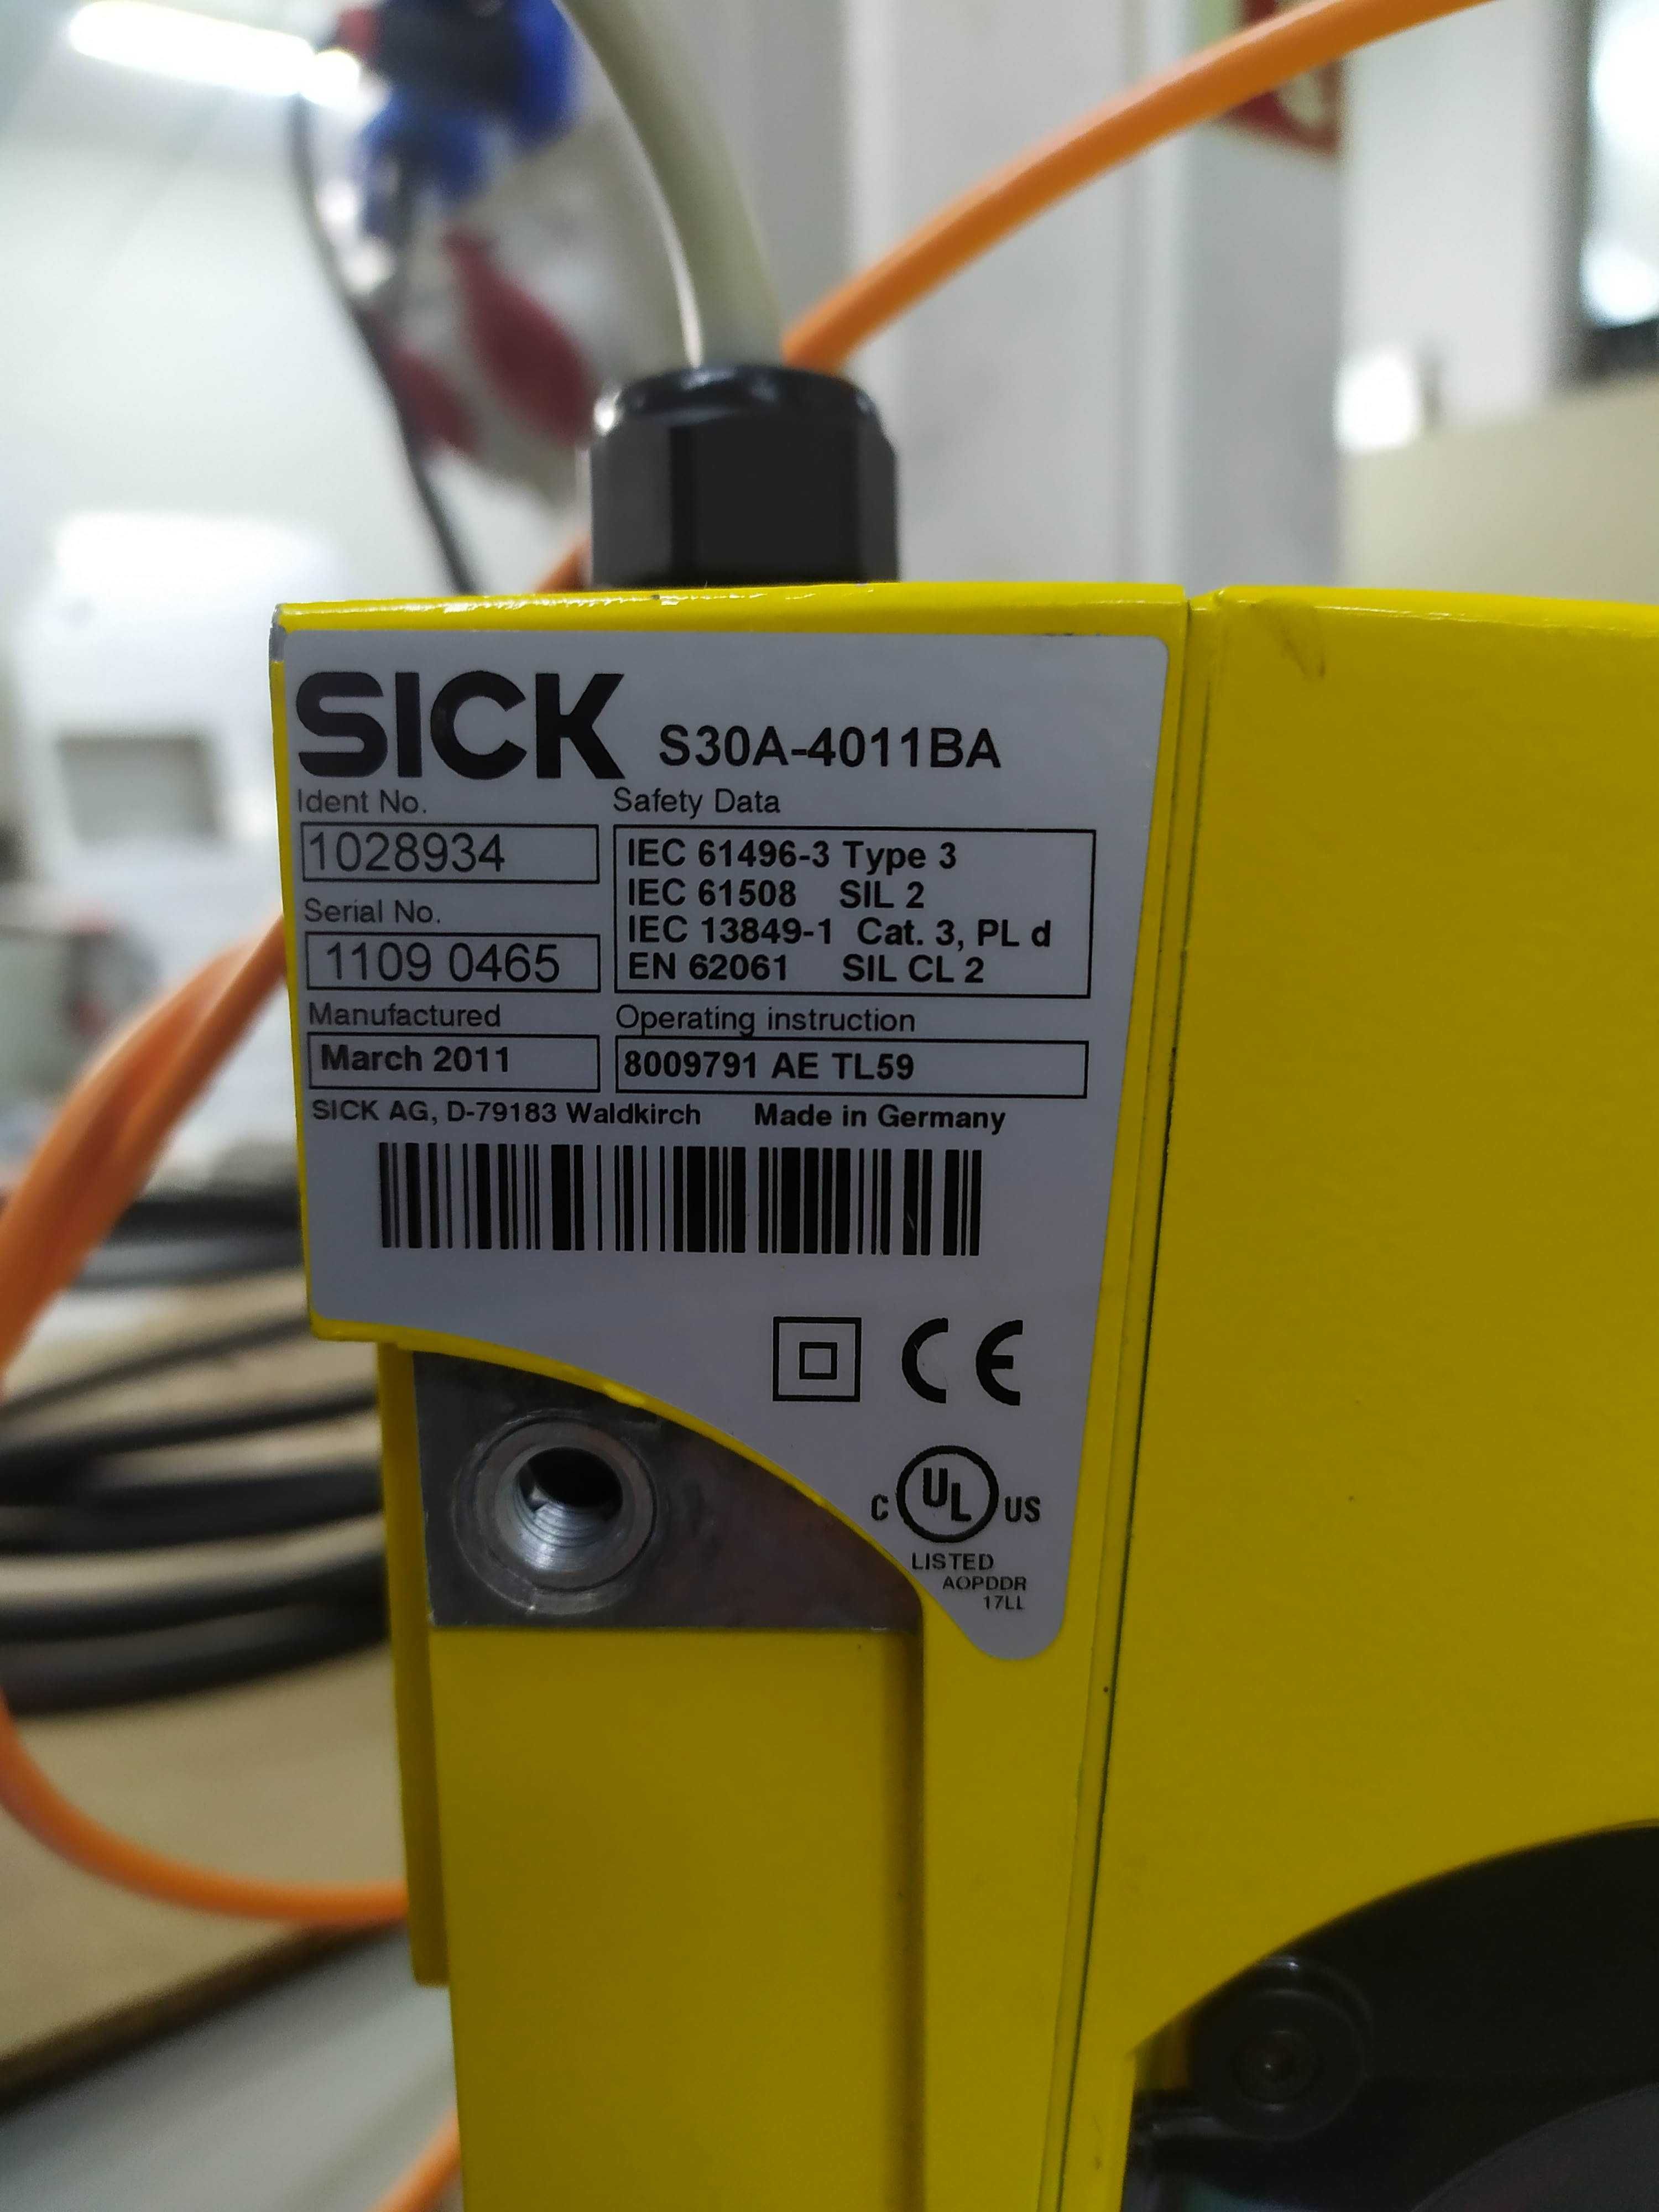 SICK S30A-4011BA
Ident No. Safety Data
1028934
IEC 61496-3 Type 3
IEC 61508 SIL 2
Serial No.
IEC 13849-1 Cat. 3, PL d
1109 0465
EN 62061 SIL CL 2
Manufactured Operating instruction
March 2011 8009791 AE TL59
SICK AG, D-79183 Waldkirch Made in Germany
CE
C UL US
LISTED
AOPDDR
17LL